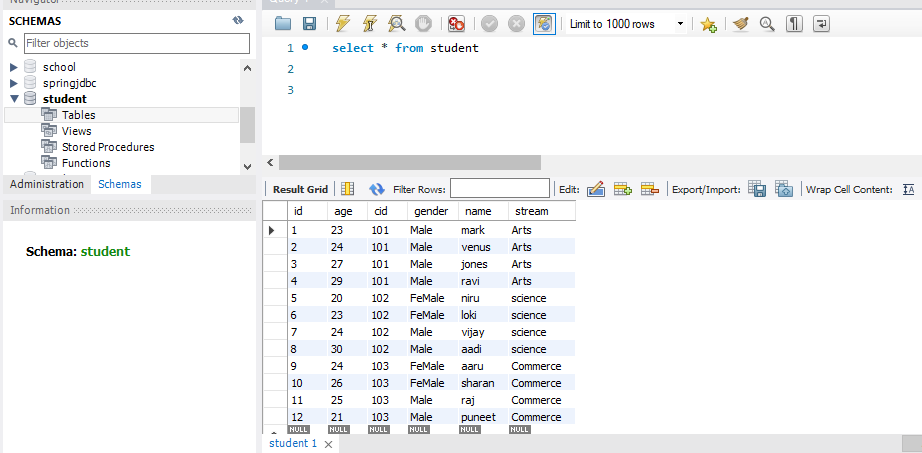 SCHEMAS
Filter objects
school
springjdbc
student
Tables
Views
Stored Procedures
Functions
Administration Schemas
Information
Schema: student
Limit to 1000 rows
1 select * from student
2
3
Result Grid Filter Rows: Edit: Export/Import: Wrap Cell Content:
id age cid gender name stream
1 23 101 Male mark Arts
2 24 101 Male venus Arts
3 27 101 Male jones Arts
4 29 101 Male ravi Arts
5 20 102 FeMale niru science
6 23 102 FeMale loki science
7 24 102 Male vijay science
8 30 102 Male aadi science
9 24 103 FeMale aaru Commerce
10 26 103 FeMale sharan Commerce
11 25 103 Male raj Commerce
12 21 103 Male puneet Commerce
NULL NULL NULL NULL NULL NULL
student 1